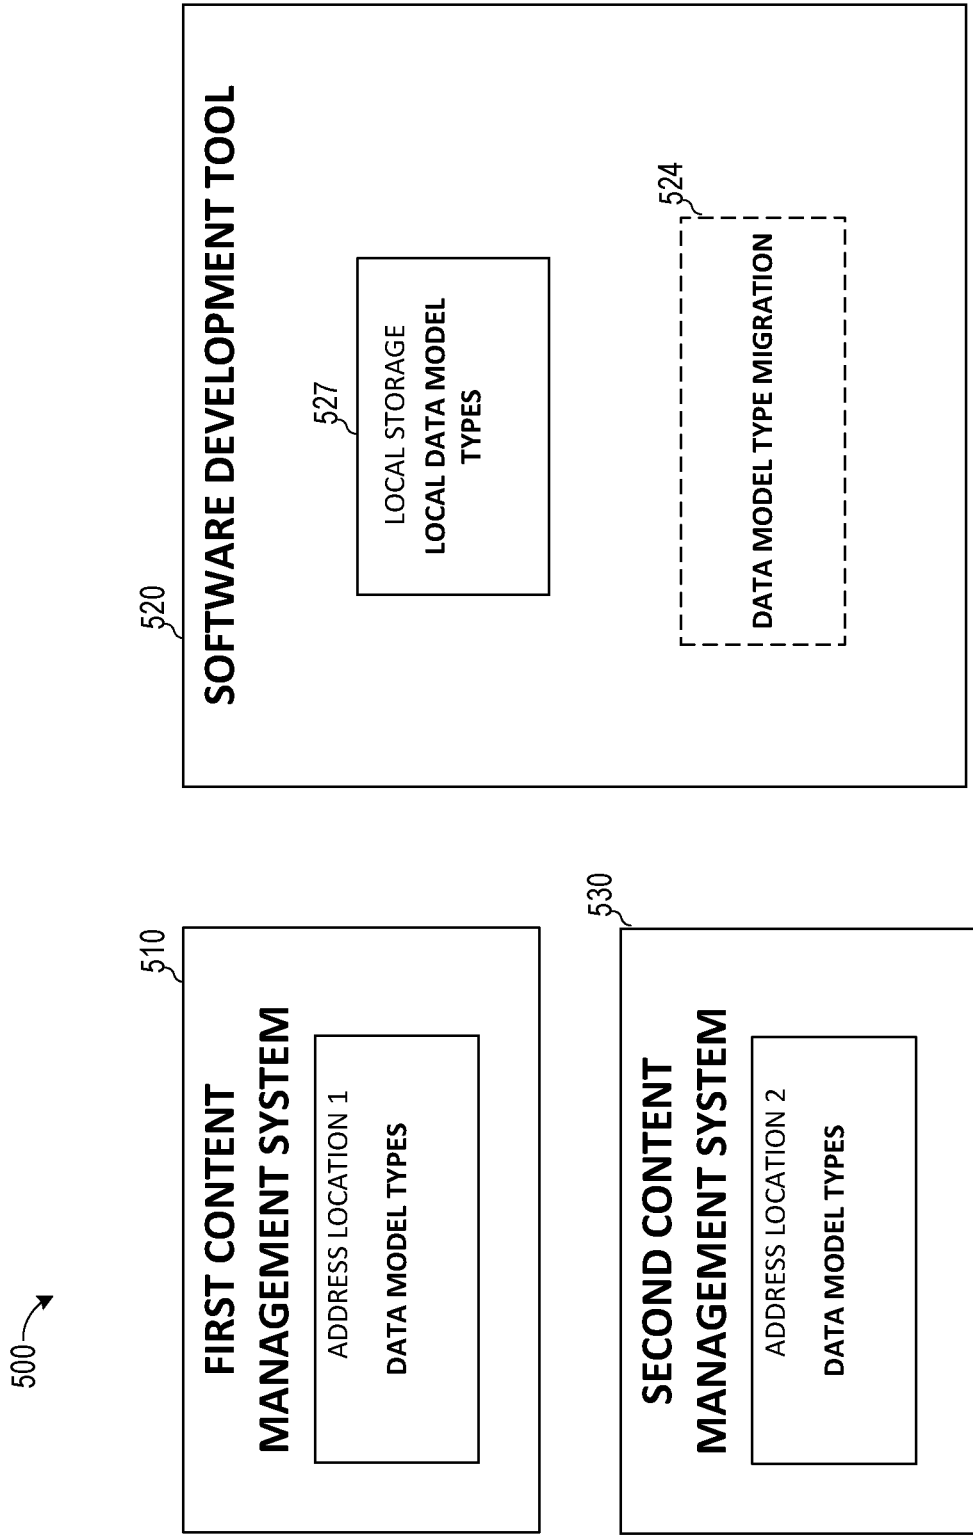 500
510
FIRST CONTENT
MANAGEMENT SYSTEM
ADDRESS LOCATION 1
DATA MODEL TYPES
530
SECOND CONTENT
MANAGEMENT SYSTEM
ADDRESS LOCATION 2
DATA MODEL TYPES
520
SOFTWARE DEVELOPMENT TOOL
527
LOCAL STORAGE
LOCAL DATA MODEL
TYPES
524
DATA MODEL TYPE MIGRATION